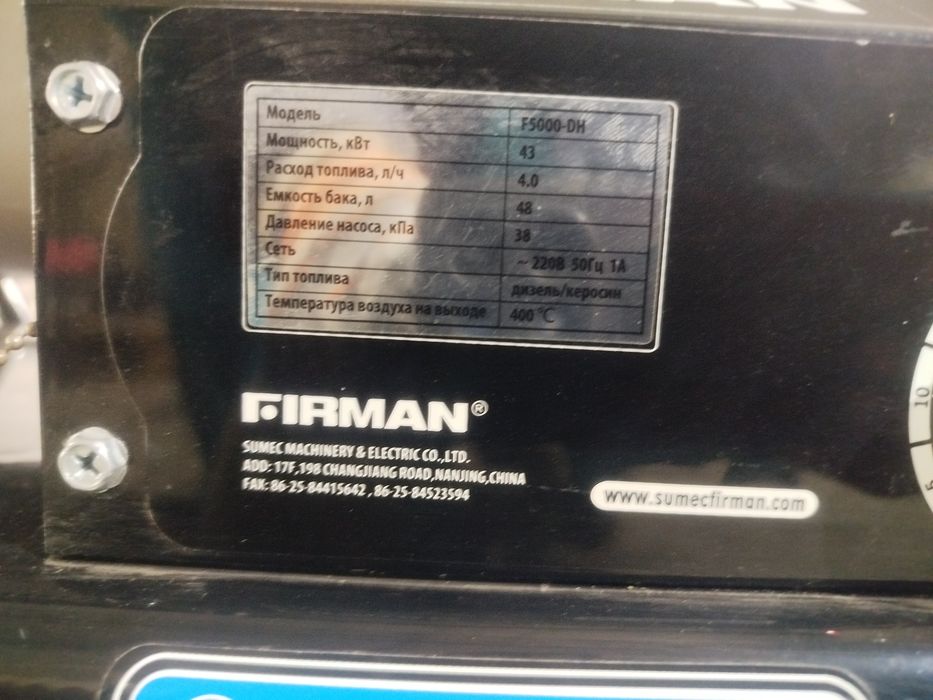 Модель F5000-DH
Мощность, кВт 43
Расход топлива, л/ч 4.0
Емкость бака, л 48
Давление насоса, кПа 38
Сеть ~ 220В 50Гц 1А
Тип топлива дизель/керосин
Температура воздуха на выходе 400 °C
FIRMAN®
SUMEC MACHINERY & ELECTRIC CO.,LTD.
ADD: 17F,198 CHANGJIANG ROAD,NANJING,CHINA
FAX: 86-25-84415642 , 86-25-84523594
www.sumecfirman.com
10
5